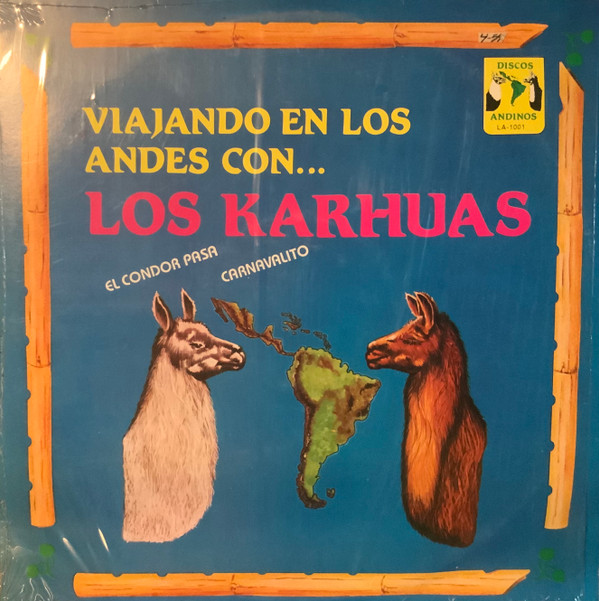 DISCOS
ANDINOS
LA-1001
VIAJANDO EN LOS
ANDES CON...
LOS KARHUAS
EL CONDOR PASA
CARNAVALITO